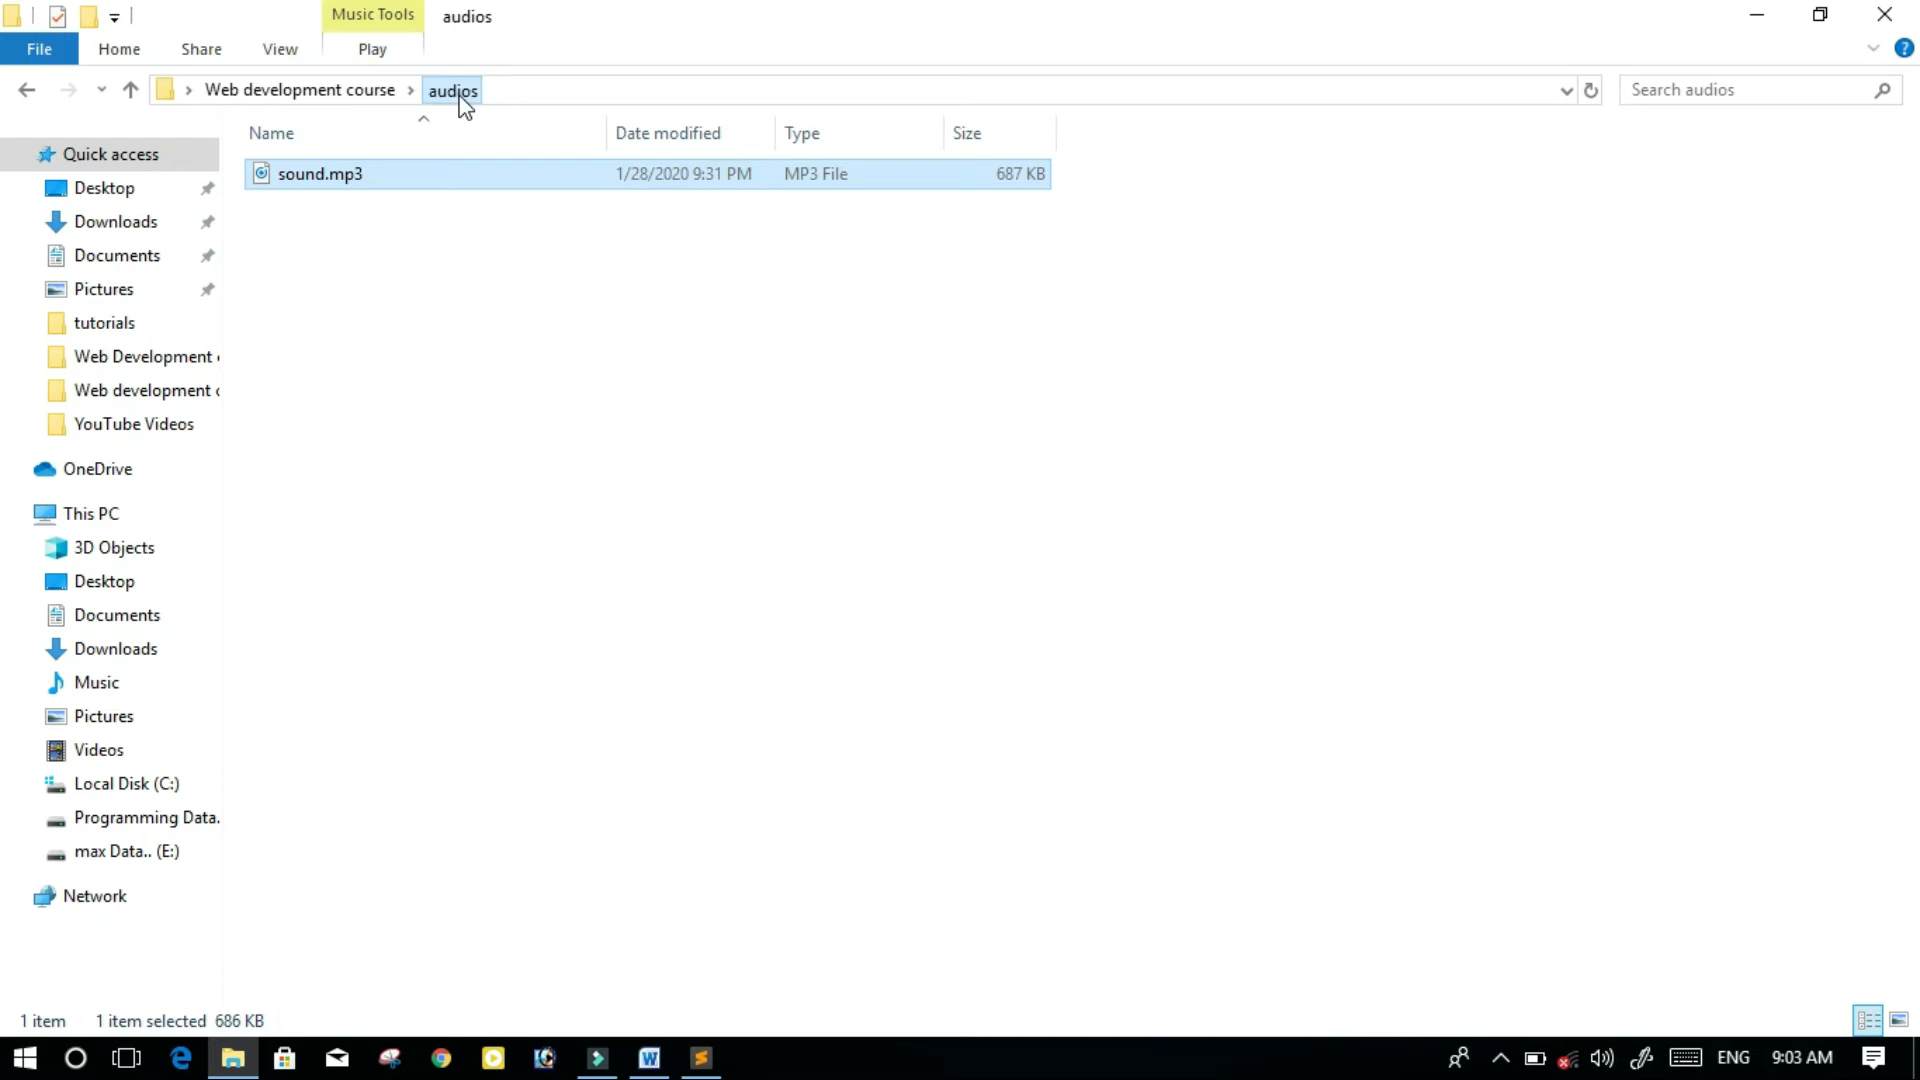 Music Tools audios
File Home Share View Play
Web development course audios Search audios
Name Date modified Type Size
sound.mp3 1/28/2020 9:31 PM MP3 File 687 KB
Quick access
Desktop
Downloads
Documents
Pictures
tutorials
Web Development
Web development
YouTube Videos
OneDrive
This PC
3D Objects
Desktop
Documents
Downloads
Music
Pictures
Videos
Local Disk (C:)
Programming Data.
max Data.. (E:)
Network
1 item 1 item selected 686 KB
ENG 9:03 AM